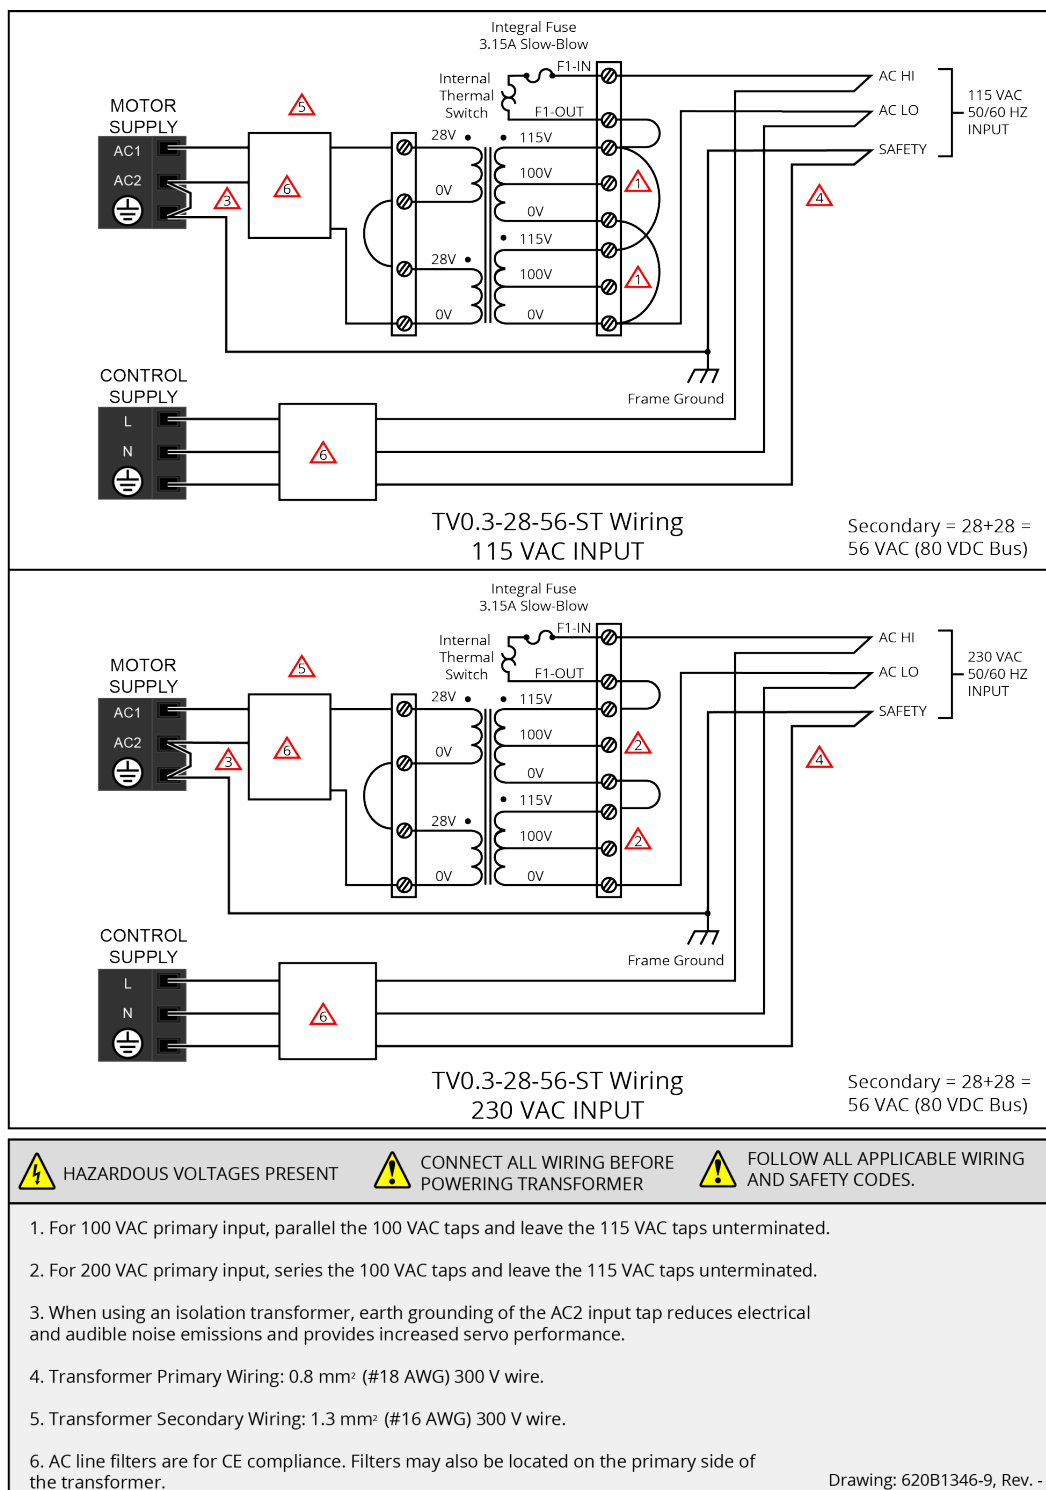 Integral Fuse
3.15A Slow-Blow
F1-IN
AC HI
Internal
Thermal
Switch
F1-OUT
AC LO
115 VAC
50/60 HZ
INPUT
SAFETY
MOTOR
SUPPLY
AC1
AC2
5
6
3
28V
0V
28V
0V
115V
100V
0V
115V
100V
0V
1
1
4
Frame Ground
CONTROL
SUPPLY
L
N
6
TV0.3-28-56-ST Wiring
115 VAC INPUT
Secondary = 28+28 =
56 VAC (80 VDC Bus)
Integral Fuse
3.15A Slow-Blow
F1-IN
AC HI
Internal
Thermal
Switch
F1-OUT
AC LO
230 VAC
50/60 HZ
INPUT
SAFETY
MOTOR
SUPPLY
AC1
AC2
5
6
3
28V
0V
28V
0V
115V
100V
0V
115V
100V
0V
2
2
4
Frame Ground
CONTROL
SUPPLY
L
N
6
TV0.3-28-56-ST Wiring
230 VAC INPUT
Secondary = 28+28 =
56 VAC (80 VDC Bus)
HAZARDOUS VOLTAGES PRESENT
CONNECT ALL WIRING BEFORE
POWERING TRANSFORMER
FOLLOW ALL APPLICABLE WIRING
AND SAFETY CODES.
1. For 100 VAC primary input, parallel the 100 VAC taps and leave the 115 VAC taps unterminated.
2. For 200 VAC primary input, series the 100 VAC taps and leave the 115 VAC taps unterminated.
3. When using an isolation transformer, earth grounding of the AC2 input tap reduces electrical
and audible noise emissions and provides increased servo performance.
4. Transformer Primary Wiring: 0.8 mm² (#18 AWG) 300 V wire.
5. Transformer Secondary Wiring: 1.3 mm² (#16 AWG) 300 V wire.
6. AC line filters are for CE compliance. Filters may also be located on the primary side of
the transformer.
Drawing: 620B1346-9, Rev. -